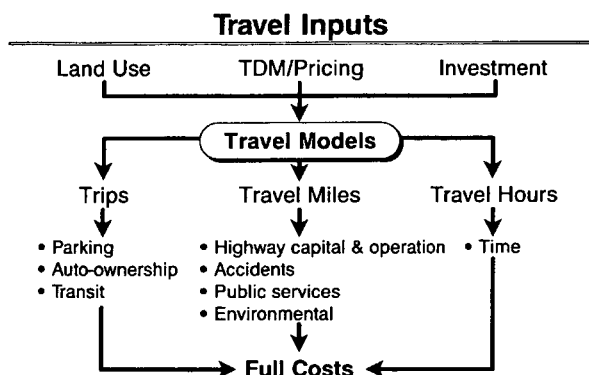 Travel Inputs
Land Use TDM/Pricing Investment
Travel Models
Trips Travel Miles Travel Hours
• Parking • Highway capital & operation • Time
• Auto-ownership • Accidents
• Transit • Public services
• Environmental
Full Costs